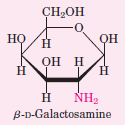 CH₂OH
O
HO H OH
OH H
H H
H NH₂
β-D-Galactosamine